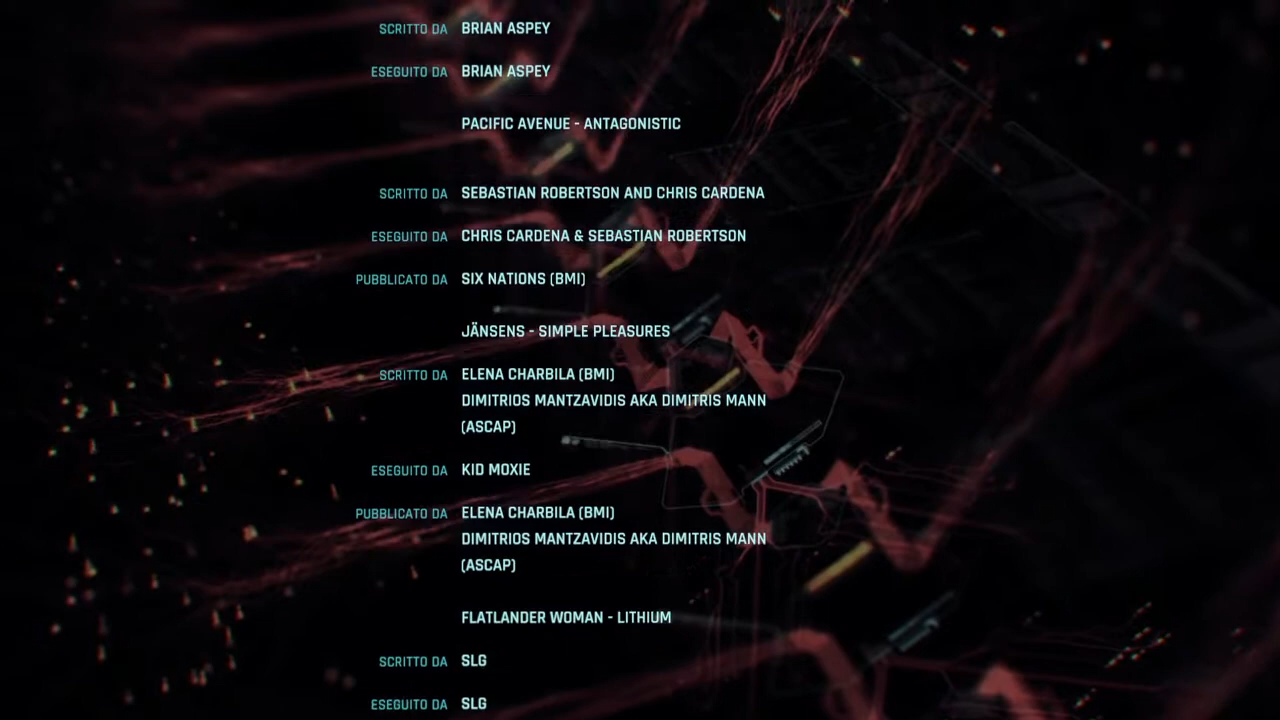 SCRITTO DA BRIAN ASPEY
ESEGUITO DA BRIAN ASPEY
PACIFIC AVENUE - ANTAGONISTIC
SCRITTO DA SEBASTIAN ROBERTSON AND CHRIS CARDENA
ESEGUITO DA CHRIS CARDENA & SEBASTIAN ROBERTSON
PUBBLICATO DA SIX NATIONS (BMI)
JÄNSENS - SIMPLE PLEASURES
SCRITTO DA ELENA CHARBILA (BMI)
DIMITRIOS MANTZAVIDIS AKA DIMITRIS MANN
(ASCAP)
ESEGUITO DA KID MOXIE
PUBBLICATO DA ELENA CHARBILA (BMI)
DIMITRIOS MANTZAVIDIS AKA DIMITRIS MANN
(ASCAP)
FLATLANDER WOMAN - LITHIUM
SCRITTO DA SLG
ESEGUITO DA SLG